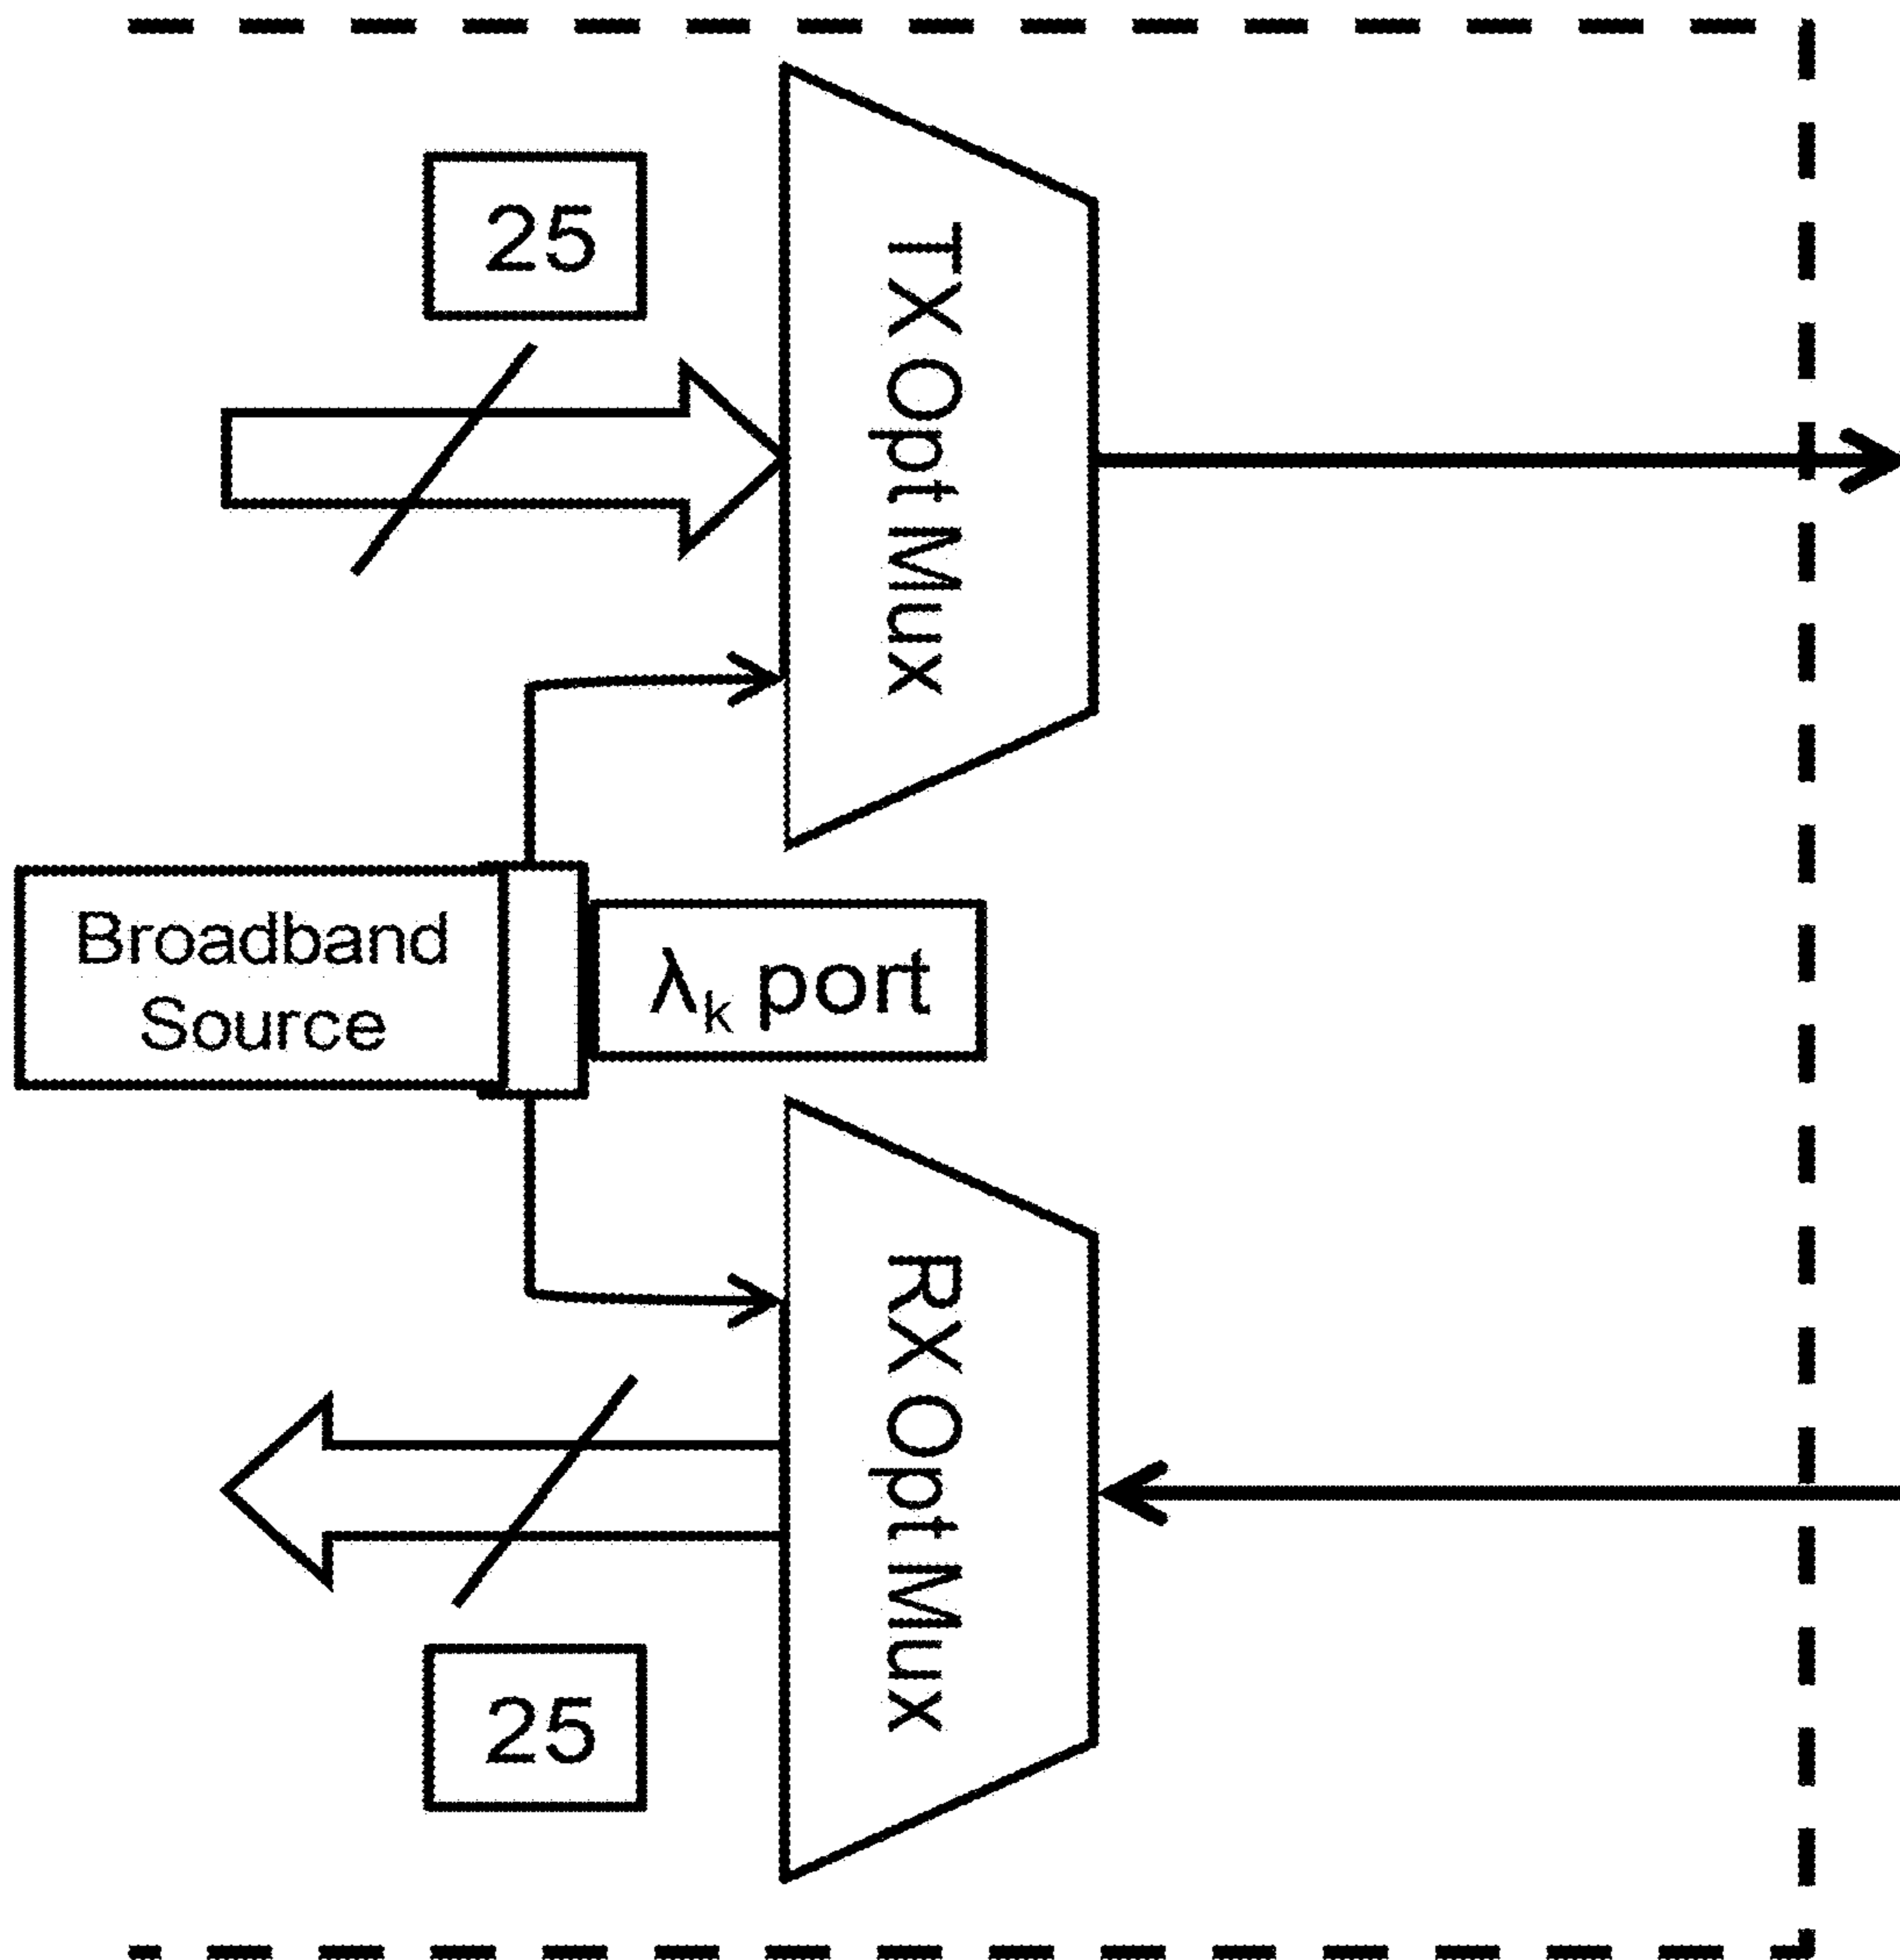 25
TX Opt Mux
Broadband
Source
λk port
RX Opt Mux
25